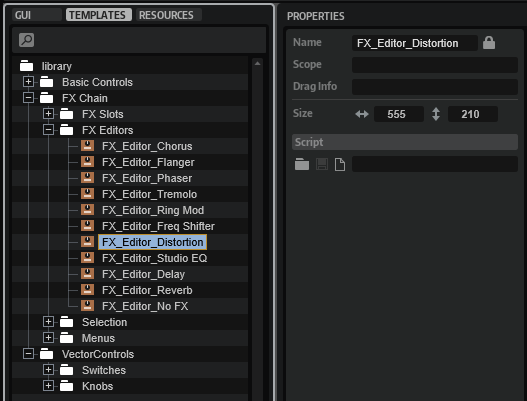 GUI TEMPLATES RESOURCES
library
Basic Controls
FX Chain
FX Slots
FX Editors
FX_Editor_Chorus
FX_Editor_Flanger
FX_Editor_Phaser
FX_Editor_Tremolo
FX_Editor_Ring Mod
FX_Editor_Freq Shifter
FX_Editor_Distortion
FX_Editor_Studio EQ
FX_Editor_Delay
FX_Editor_Reverb
FX_Editor_No FX
Selection
Menus
VectorControls
Switches
Knobs
PROPERTIES
Name FX_Editor_Distortion
Scope
Drag Info
Size 555 210
Script